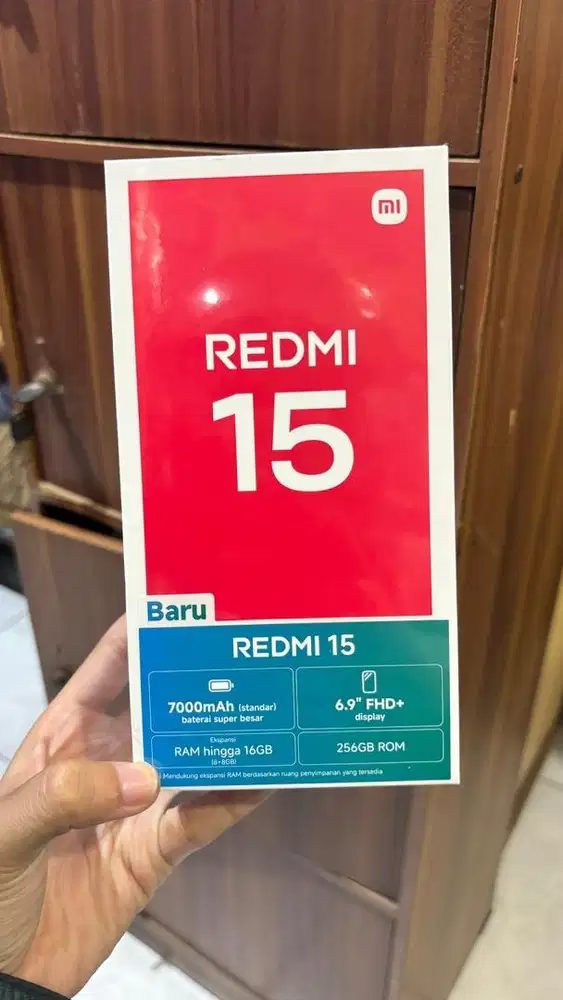 mi
REDMI
15
Baru
REDMI 15
7000mAh (standar)
baterai super besar
6.9" FHD+
display
Ekspansi
RAM hingga 16GB
(8+8GB)
256GB ROM
Mendukung ekspansi RAM berdasarkan ruang penyimpanan yang tersedia